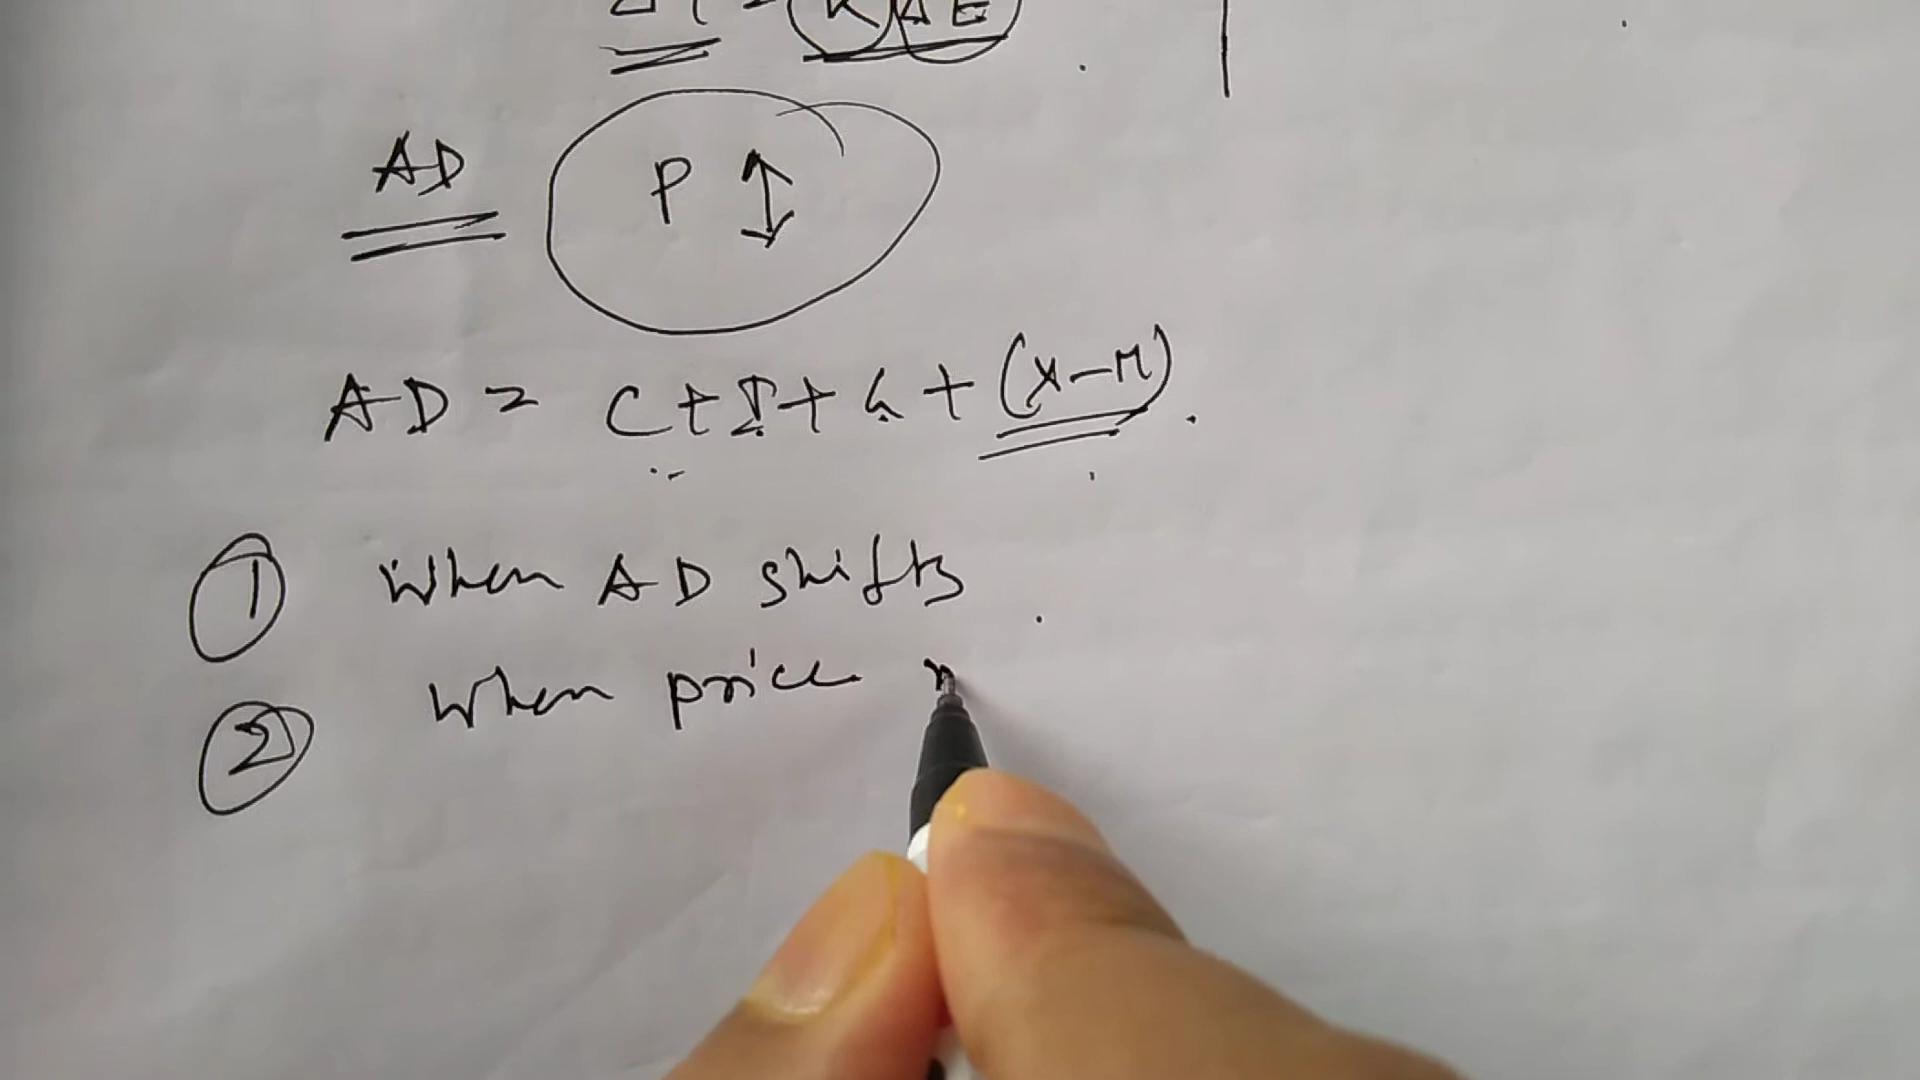 AD P ↕
AD = C + I + G + (X-M).
① When AD shifts
② When price